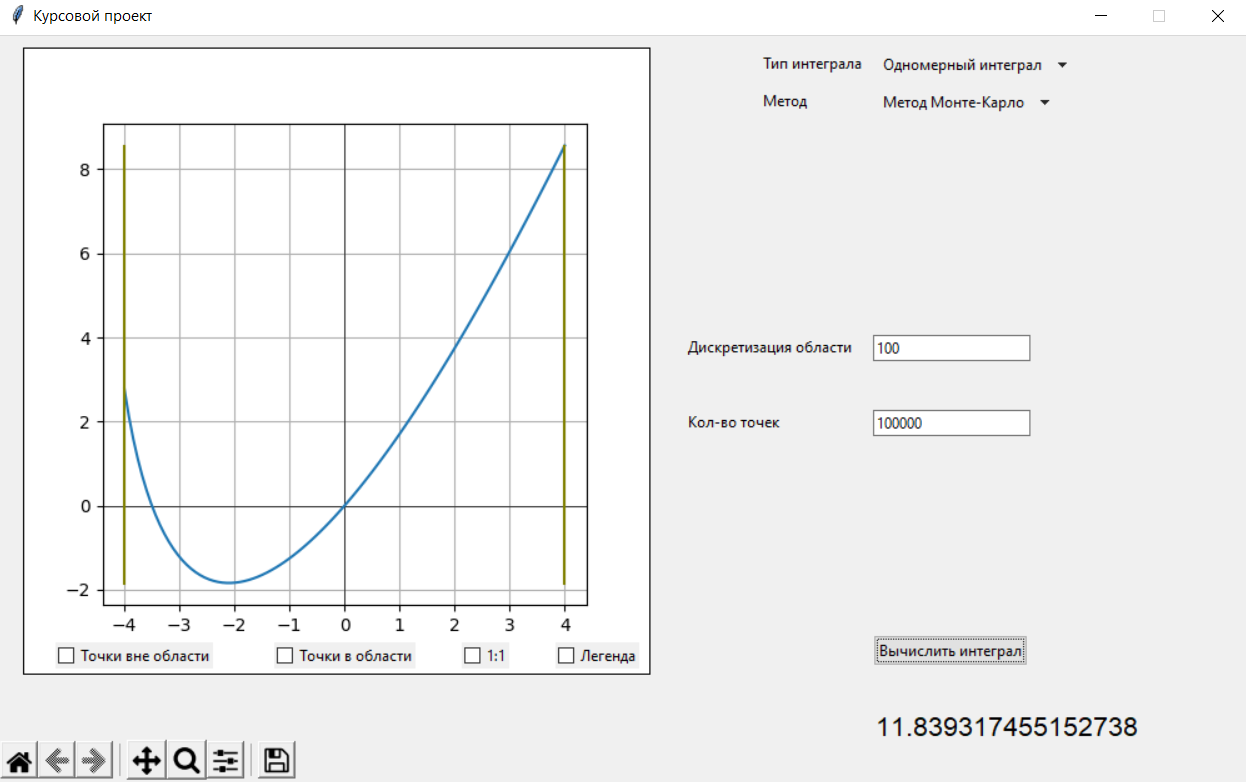 Курсовой проект
Тип интеграла Одномерный интеграл
Метод Метод Монте-Карло
8
6
4
2
0
−2
−4 −3 −2 −1 0 1 2 3 4
Точки вне области Точки в области 1:1 Легенда
Дискретизация области 100
Кол-во точек 100000
Вычислить интеграл
11.839317455152738